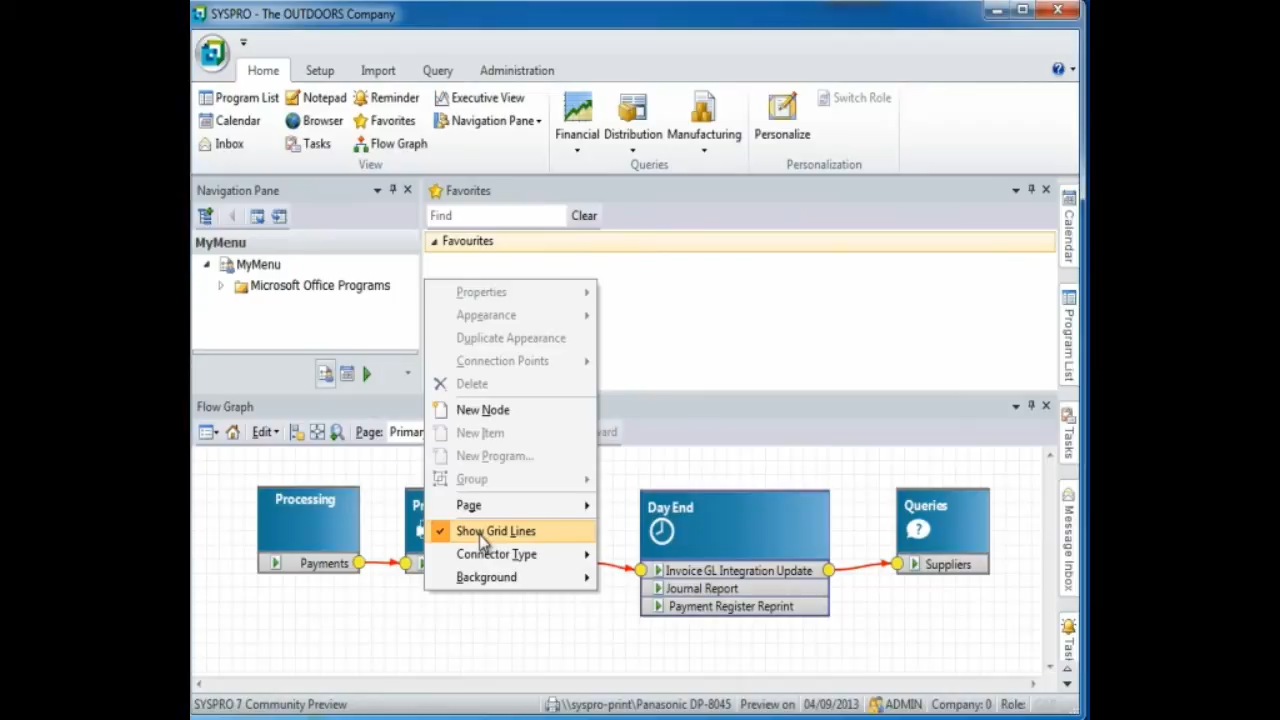 SYSPRO - The OUTDOORS Company
Home Setup Import Query Administration
Program List Notepad Reminder Executive View
Calendar Browser Favorites Navigation Pane
Inbox Tasks Flow Graph
View
Financial Distribution Manufacturing
Queries
Personalize
Switch Role
Personalization
Navigation Pane
MyMenu
MyMenu
Microsoft Office Programs
Favorites
Find Clear
Favourites
Properties
Appearance
Duplicate Appearance
Connection Points
Delete
New Node
New Item
New Program...
Group
Page
Show Grid Lines
Connector Type
Background
Flow Graph
Edit Page:
Processing
Payments
Day End
Invoice GL Integration Update
Journal Report
Payment Register Reprint
Queries
?
Suppliers
Calendar
Program List
Tasks
Message Inbox
SYSPRO 7 Community Preview
\\syspro-print\Panasonic DP-8045 Preview on 04/09/2013 ADMIN Company: 0 Role: